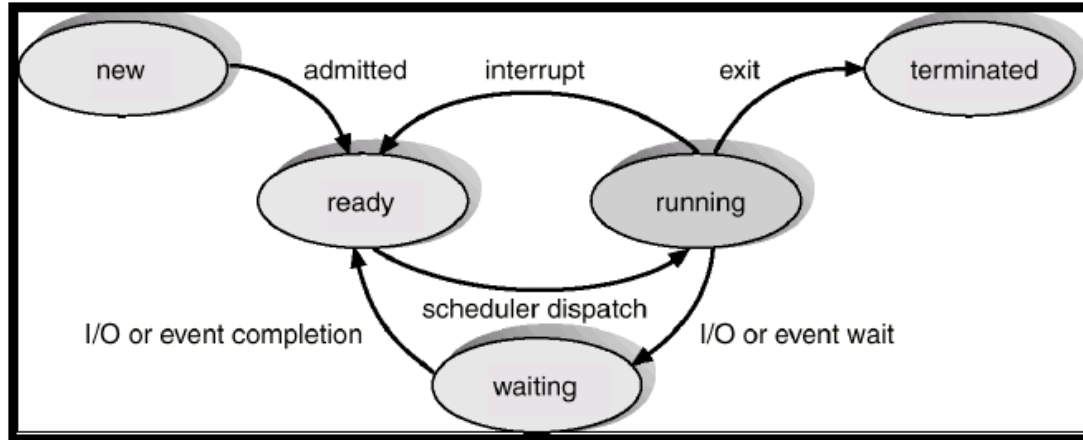 new
admitted
interrupt
exit
terminated
ready
running
scheduler dispatch
I/O or event completion
I/O or event wait
waiting